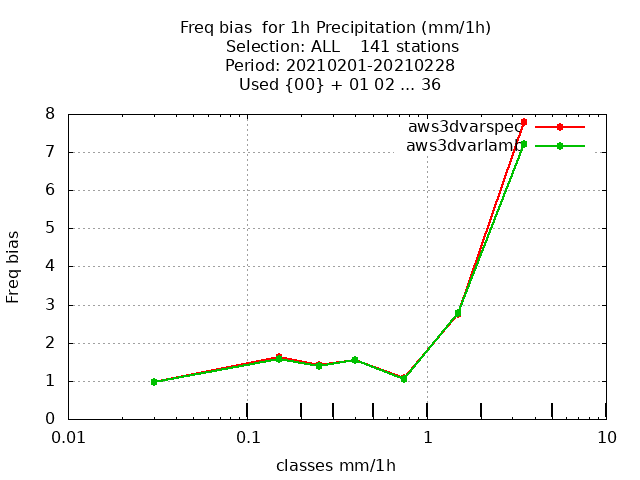 Freq bias  for 1h Precipitation (mm/1h)
Selection: ALL    141 stations
Period: 20210201-20210228
Used {00} + 01 02 ... 36
aws3dvarspec
aws3dvarlamb
8
7
6
5
4
3
2
1
0
Freq bias
0.01
0.1
1
10
classes mm/1h